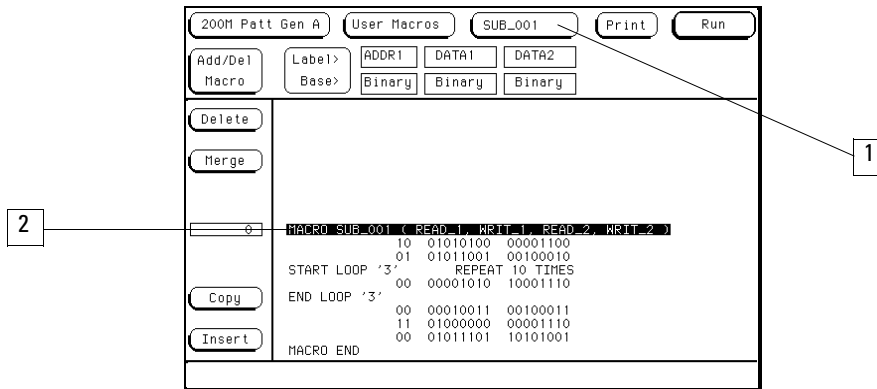 200M Patt Gen A User Macros SUB_001 Print Run
Add/Del Macro
Label> ADDR1 DATA1 DATA2
Base> Binary Binary Binary
Delete
Merge
1
2
0 MACRO SUB_001 ( READ_1, WRIT_1, READ_2, WRIT_2 )
10 01010100 00001100
01 01011001 00100010
START LOOP '3' REPEAT 10 TIMES
00 00001010 10001110
END LOOP '3'
00 00010011 00100011
11 01000000 00001110
00 01011101 10101001
MACRO END
Copy
Insert